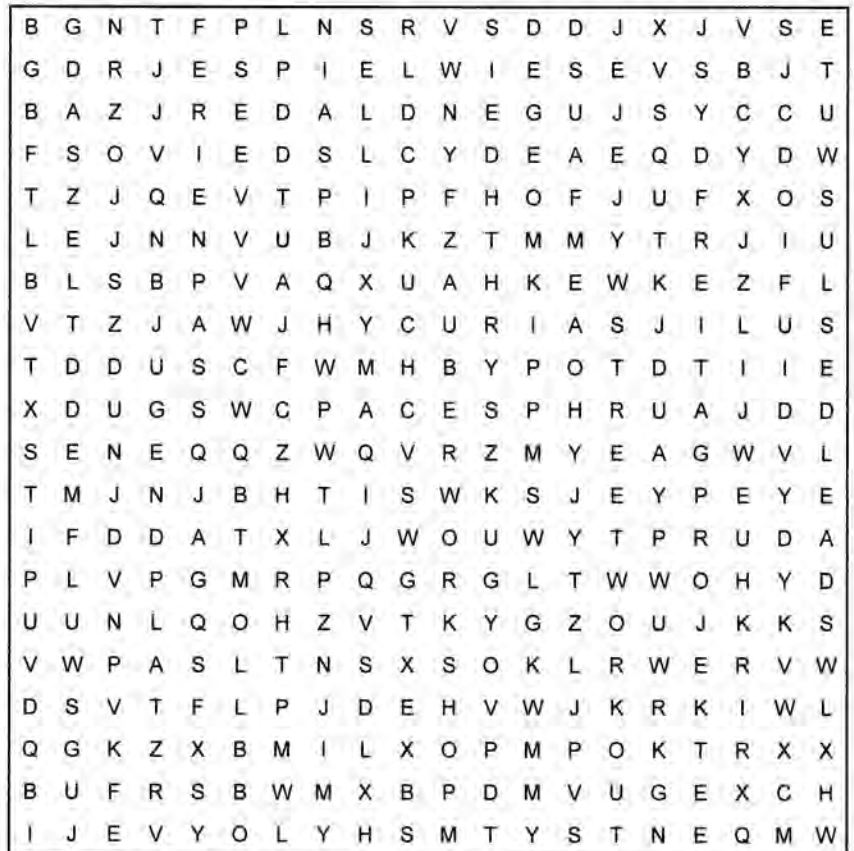 B G N T F P L N S R V S D D J X J V S E
G D R J E S P I E L W I E S E V S B J T
B A Z J R E D A L D N E G U J S Y C C U
F S O V I E D S L C Y D E A E Q D Y D W
T Z J Q E V T P I P F H O F J U F X O S
L E J N N V U B J K Z T M M Y T R J I U
B L S B P V A Q X U A H K E W K E Z F L
V T Z J A W J H Y C U R I A S J I L U S
T D D U S C F W M H B Y P O T D T I I E
X D U G S W C P A C E S P H R U A J D D
S E N E Q Q Z W Q V R Z M Y E A G W V L
T M J N J B H T I S W K S J E Y P E Y E
I F D D A T X L J W O U W Y T P R U D A
P L V P G M R P Q G R G L T W W O H Y D
U U N L Q O H Z V T K Y G Z O U J K K S
V W P A S L T N S X S O K L R W E R V W
D S V T F L P J D E H V W J K R K I W L
Q G K Z X B M I L X O P M P O K T R X X
B U F R S B W M X B P D M V U G E X C H
I J E V Y O L Y H S M T Y S T N E Q M W